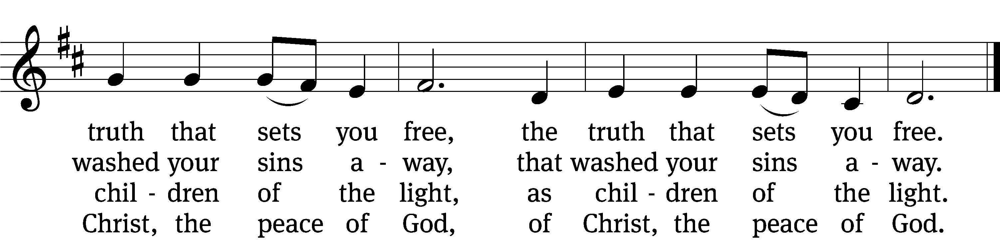 truth that sets you free, the truth that sets you free.
washed your sins a - way, that washed your sins a - way.
chil - dren of the light, as chil - dren of the light.
Christ, the peace of God, of Christ, the peace of God.